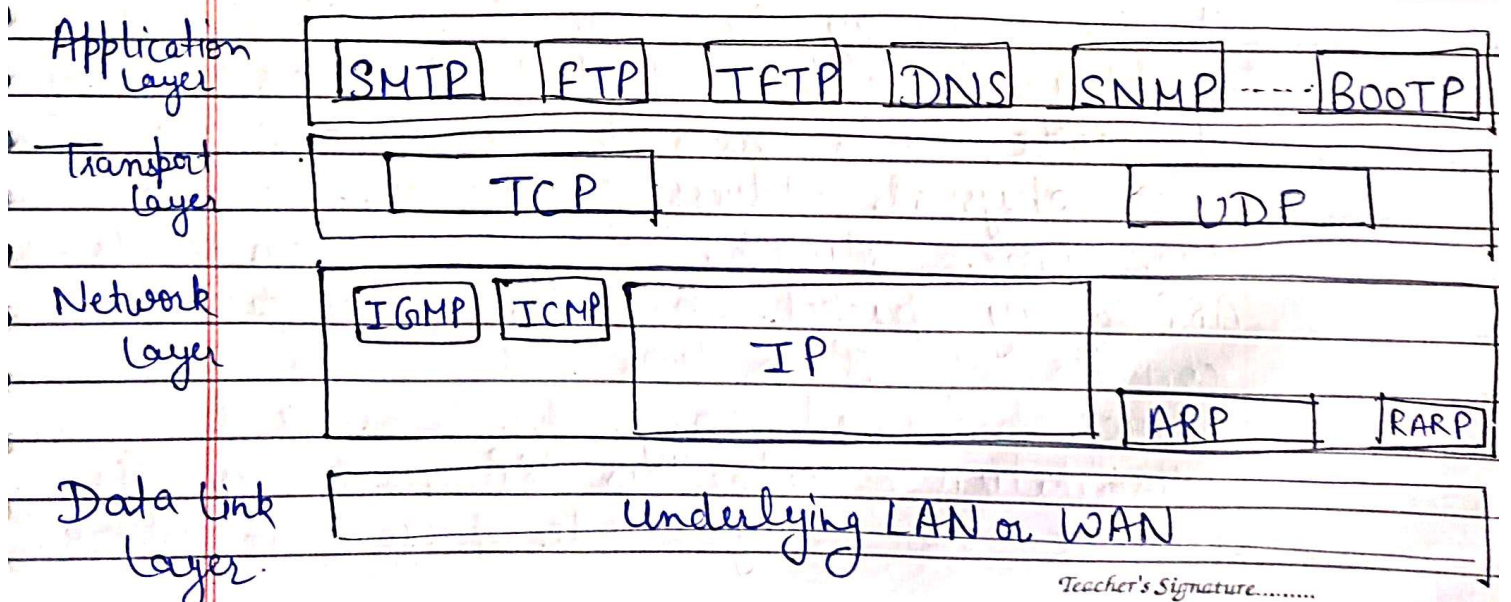 Application
Layer
SMTP FTP TFTP DNS SNMP ----- BOOTP
Transport
Layer
TCP UDP
Network
Layer
IGMP ICMP
IP
ARP RARP
Data Link
Layer.
Underlying LAN or WAN
Teacher's Signature.........